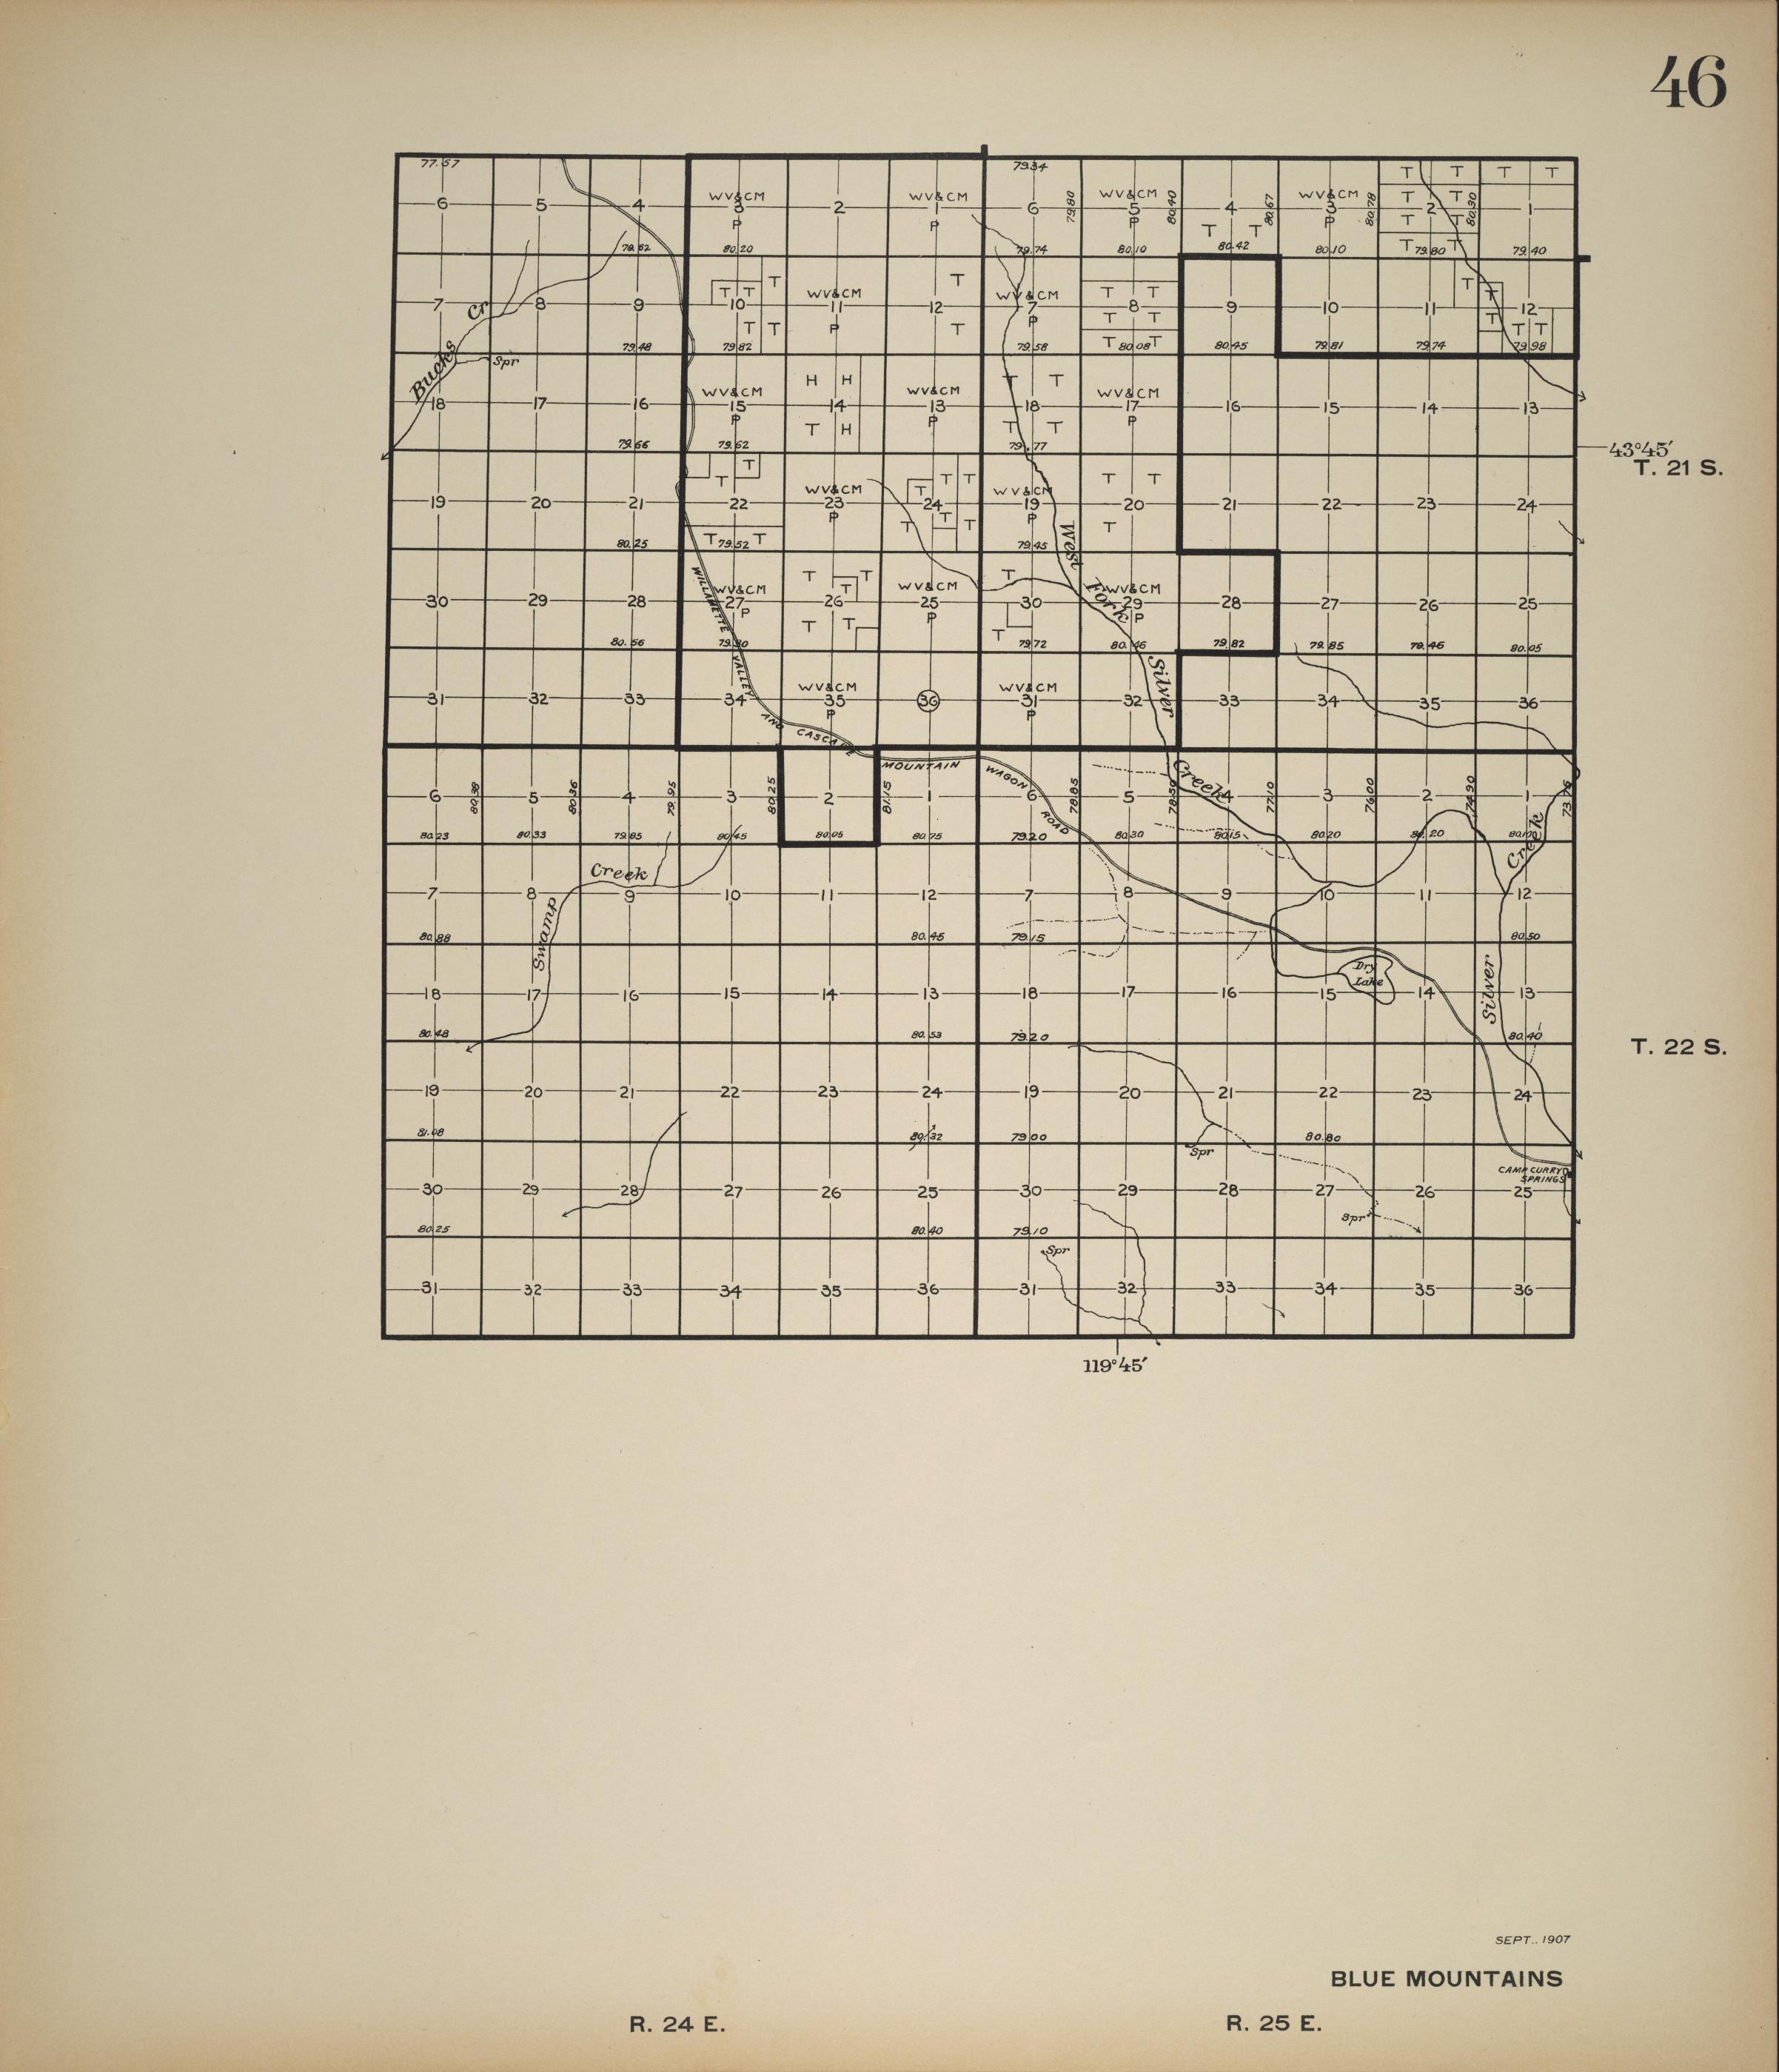 46
77.57
79.34
T T T T
WV&CM WV&CM WV&CM WV&CM
6 5 4 3 2 1 6 5 4 3 2 1
79.80 80.40 80.67 80.78 80.30
P P P
T T T T T
T T T T
79.62 80.20 79.74 80.10 80.42 80.10 79.80 79.40
T T T T T
WV&CM WV&CM
T T T T
7 8 9 10 11 12 7 8 9 10 11 12
Bucks Cr
P P
T T T T T T T T
79.48 79.82 79.58 80.08 80.45 79.81 79.74 79.98
T T
Spr
H H T T
WV&CM WV&CM WV&CM
18 17 16 15 14 13 18 17 16 15 14 13
P P P
T H T T
79.66 79.62 79.77
43°45′
T. 21 S.
T T T T T T
WV&CM T WV&CM
19 20 21 22 23 24 19 20 21 22 23 24
P P
T T T T
80.25 T 79.52 T 79.45
West Fork Silver Creek
T T T T
WV&CM WV&CM WV&CM
30 29 28 27 26 25 30 29 28 27 26 25
P P P
T T T
80.56 79.30 79.72 80.46 79.82 79.85 79.46 80.05
WV&CM WV&CM
31 32 33 34 35 36 31 32 33 34 35 36
P P
WILLAMETTE VALLEY AND CASCADE MOUNTAIN WAGON ROAD
6 5 4 3 2 1 6 5 4 3 2 1
80.38 80.36 79.95 80.25 81.15 78.85 78.50 77.10 76.00 74.90
80.23 80.33 79.85 80.45 80.05 80.75 79.20 80.30 80.15 80.20 80.20 80.10
Swamp Creek
Silver Creek
7 8 9 10 11 12 7 8 9 10 11 12
80.88 80.45 79.15 80.50
Dry
Lake
18 17 16 15 14 13 18 17 16 15 14 13
80.48 80.53 79.20 80.40
T. 22 S.
19 20 21 22 23 24 19 20 21 22 23 24
81.08 80.32 79.00 80.80
Spr
CAMP CURRY
SPRINGS
30 29 28 27 26 25 30 29 28 27 26 25
Spr
80.25 80.40 79.10
Spr
31 32 33 34 35 36 31 32 33 34 35 36
119°45′
SEPT., 1907
BLUE MOUNTAINS
R. 24 E. R. 25 E.